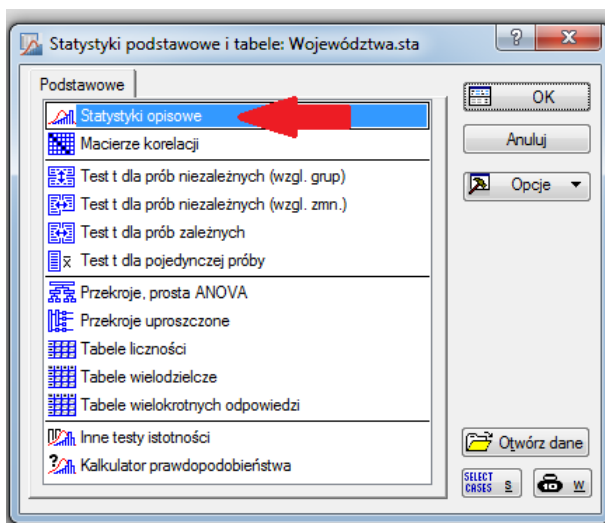 Statystyki podstawowe i tabele: Województwa.sta
?
Podstawowe
Statystyki opisowe
Macierze korelacji
Test t dla prób niezależnych (wzgl. grup)
Test t dla prób niezależnych (wzgl. zmn.)
Test t dla prób zależnych
Test t dla pojedynczej próby
Przekroje, prosta ANOVA
Przekroje uproszczone
Tabele liczności
Tabele wielodzielcze
Tabele wielokrotnych odpowiedzi
Inne testy istotności
Kalkulator prawdopodobieństwa
OK
Anuluj
Opcje
Otwórz dane
SELECT
CASES S
10 W